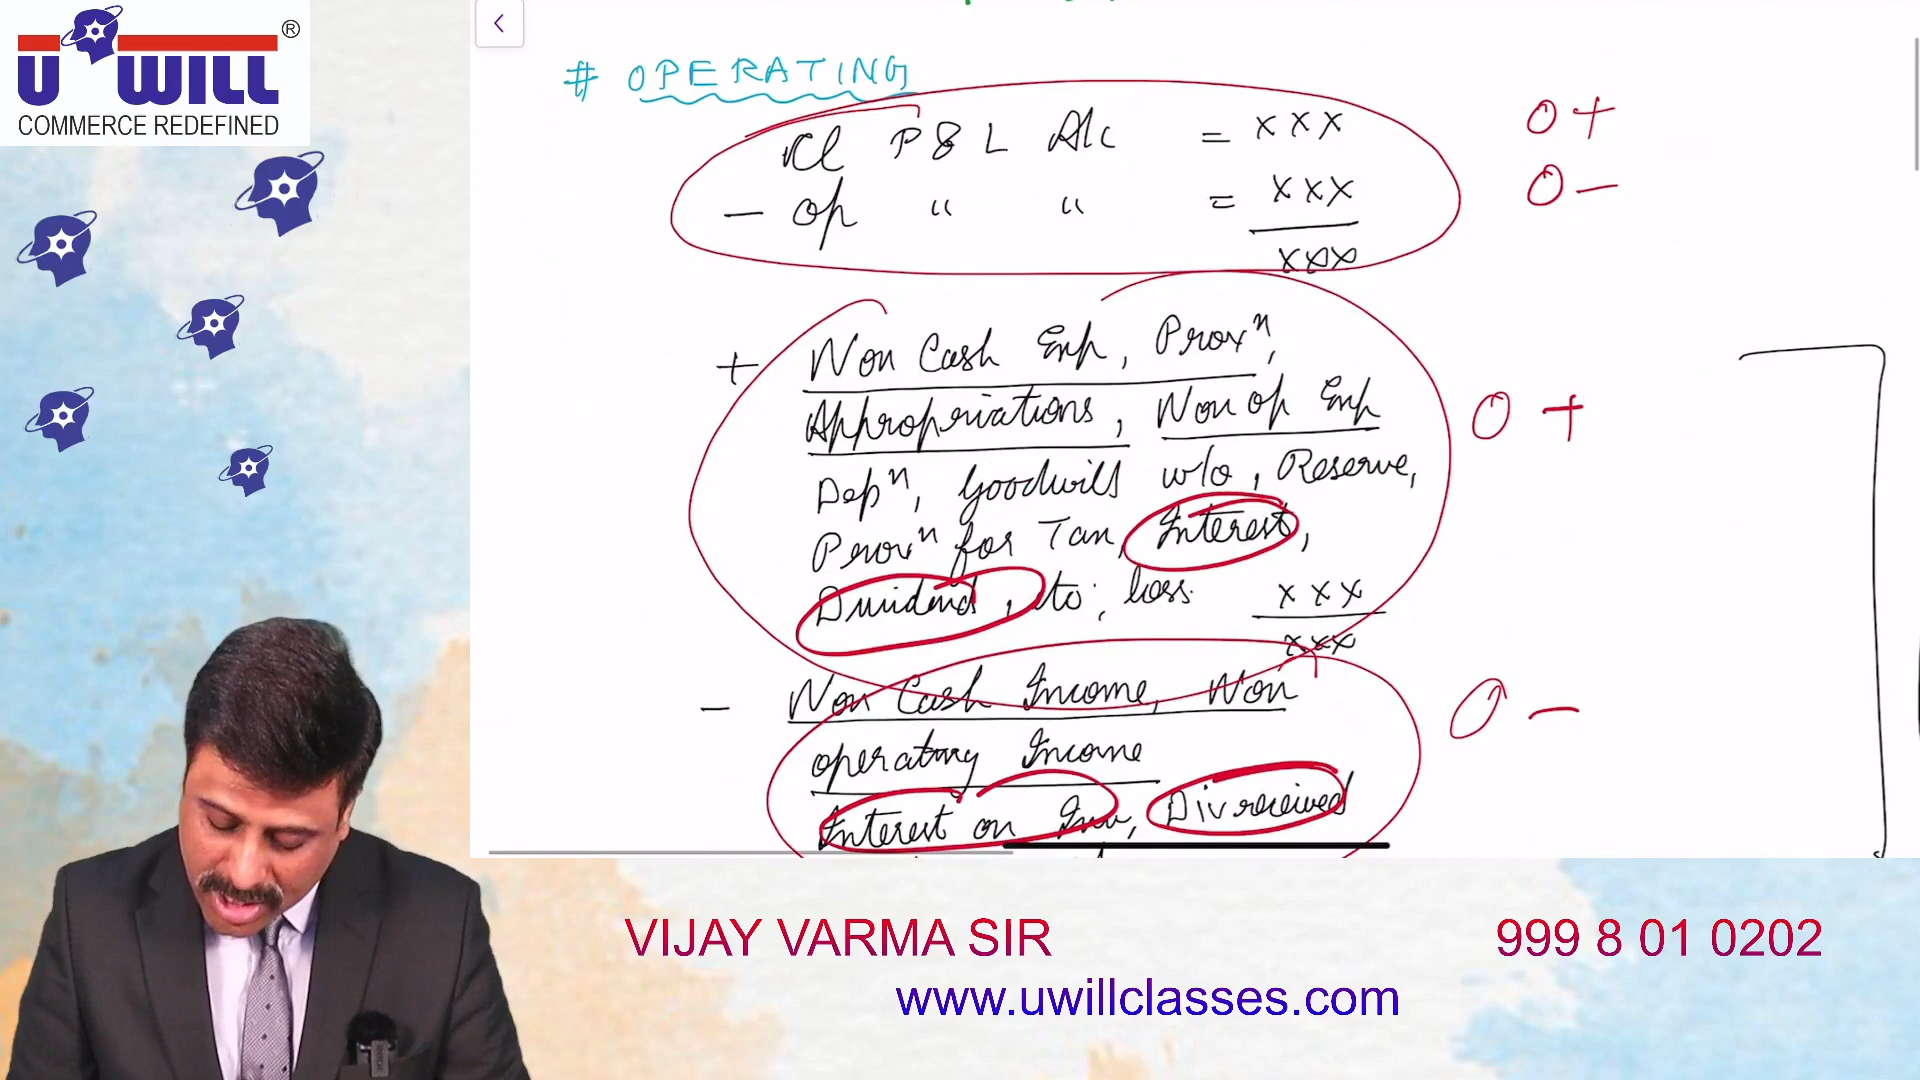 U WILL ®
COMMERCE REDEFINED
# OPERATING
Cl P & L A/c = xxx O+
- Op " " = xxx O-
xxx
+ Non Cash Exp, Provn,
Appropriations, Non op Exp O+
Depn, Goodwill w/o, Reserve,
Provn for Tax, Interest,
Dividend, to; loss. xxx
xxx
- Non Cash Income, Non O-
operating Income
Interest on Inv, Div received
VIJAY VARMA SIR 999 8 01 0202
www.uwillclasses.com